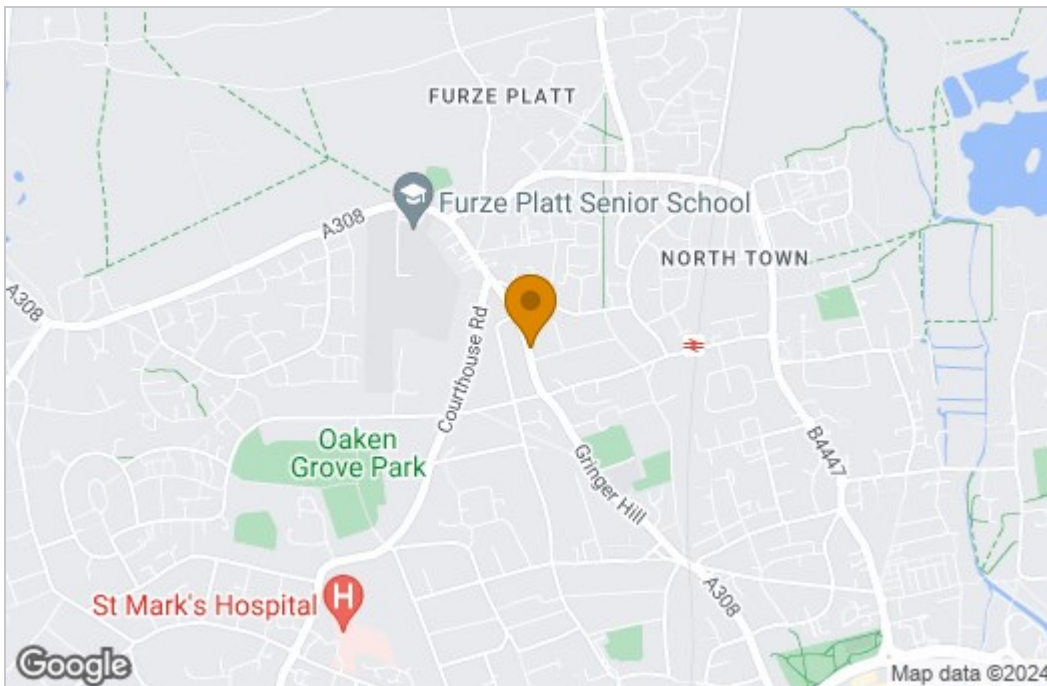 FURZE PLATT
Furze Platt Senior School
A308
NORTH TOWN
A308
Courthouse Rd
Oaken
Grove Park
B4447
Gringer Hill
St Mark's Hospital
H
A308
Google
Map data ©2024